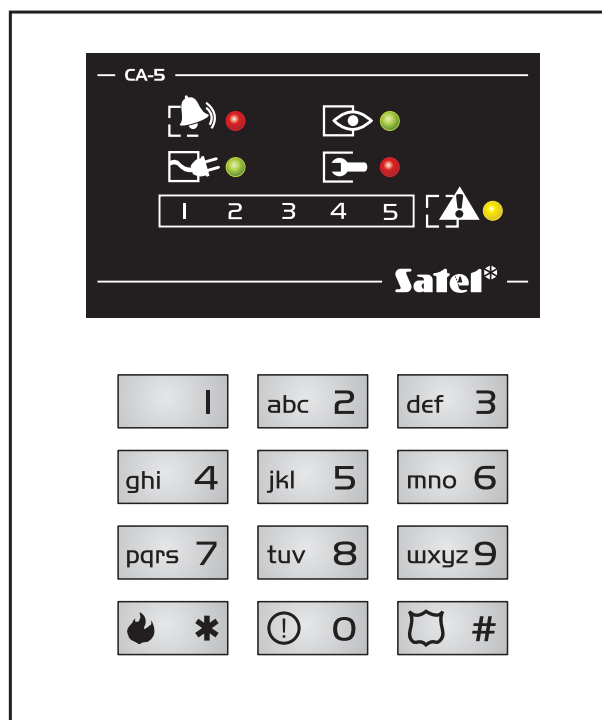 CA-5
1 2 3 4 5
Satel
1 abc 2 def 3
ghi 4 jkl 5 mno 6
pqrs 7 tuv 8 wxyz 9
* ! 0 #